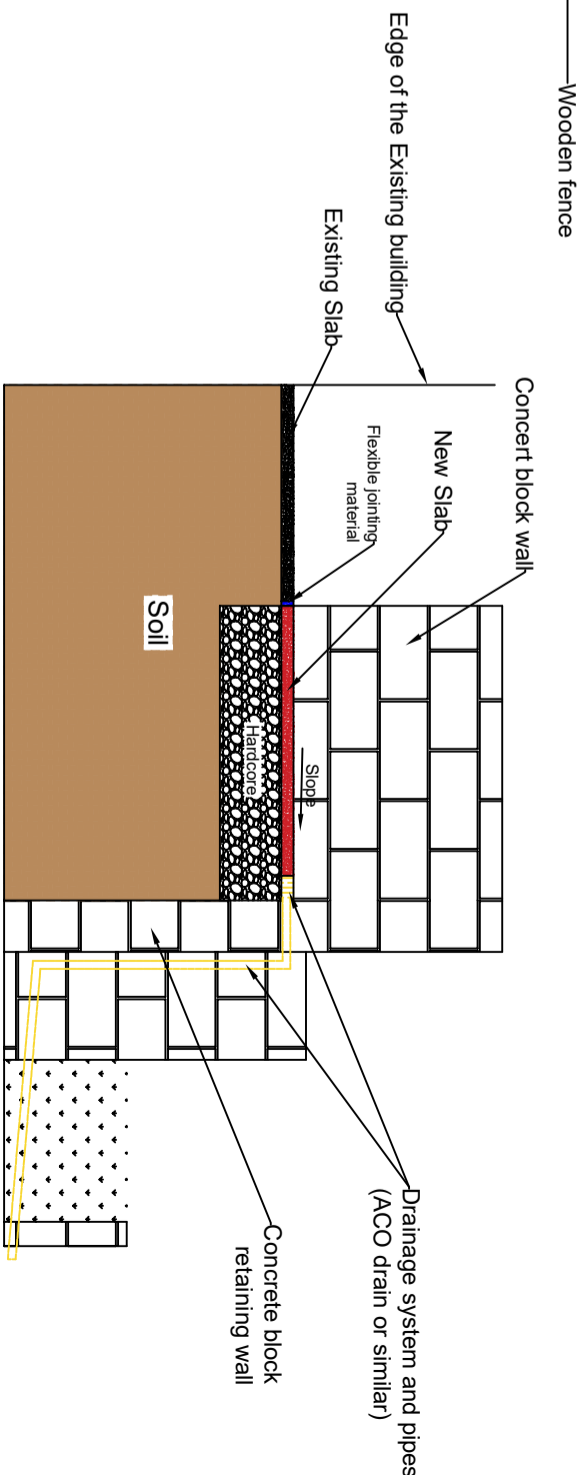 Wooden fence
Edge of the Existing building
Concert block wall
Existing Slab
New Slab
Flexible jointing
material
Slope
Hardcore
Soil
Drainage system and pipes
(ACO drain or similar)
Concrete block
retaining wall